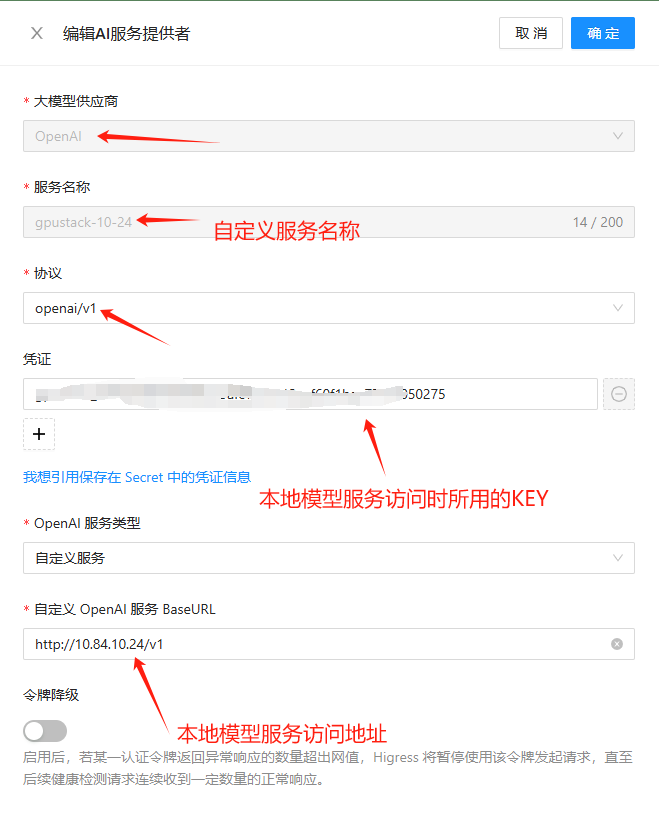 编辑AI服务提供者
取 消
确 定
* 大模型供应商
OpenAI
* 服务名称
gpustack-10-24
14 / 200
自定义服务名称
* 协议
openai/v1
凭证
850275
+
我想引用保存在 Secret 中的凭证信息
本地模型服务访问时所用的KEY
* OpenAI 服务类型
自定义服务
* 自定义 OpenAI 服务 BaseURL
http://10.84.10.24/v1
令牌降级
本地模型服务访问地址
启用后，若某一认证令牌返回异常响应的数量超出网值，Higress 将暂停使用该令牌发起请求，直至
后续健康检测请求连续收到一定数量的正常响应。